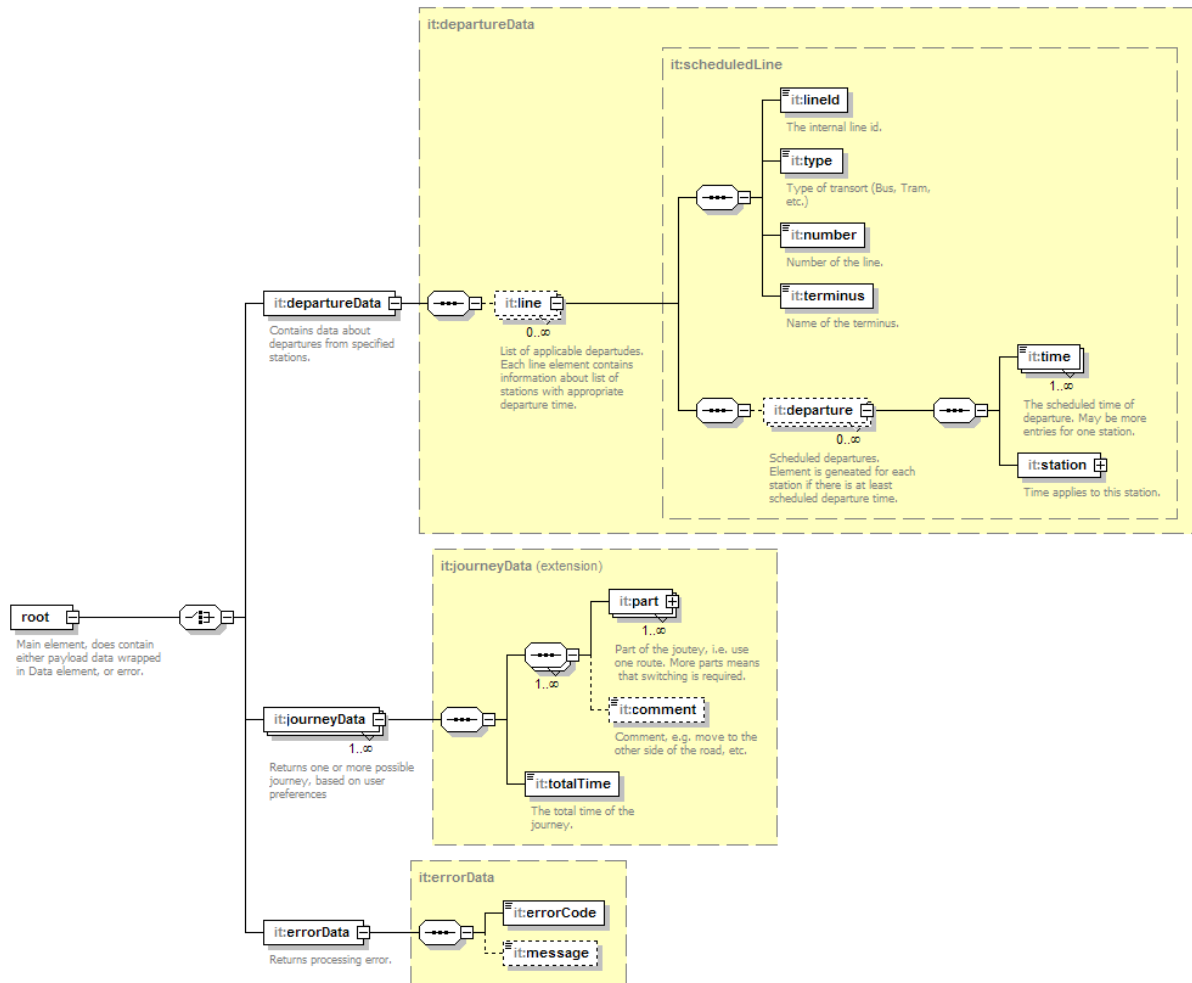 it:departureData
it:scheduledLine
it:lineId
The internal line id.
it:type
Type of transort (Bus, Tram,
etc.)
it:number
Number of the line.
it:terminus
Name of the terminus.
it:departureData
Contains data about
departures from specified
stations.
it:line
0..∞
List of applicable departudes.
Each line element contains
information about list of
stations with appropriate
departure time.
it:departure
0..∞
Scheduled departures.
Element is geneated for each
station if there is at least
scheduled departure time.
it:time
1..∞
The scheduled time of
departure. May be more
entries for one station.
it:station
Time applies to this station.
root
Main element, does contain
either payload data wrapped
in Data element, or error.
it:journeyData (extension)
it:part
1..∞
Part of the joutey, i.e. use
one route. More parts means
that switching is required.
1..∞
it:comment
Comment, e.g. move to the
other side of the road, etc.
it:journeyData
1..∞
Returns one or more possible
journey, based on user
preferences
it:totalTime
The total time of the
journey.
it:errorData
it:errorCode
it:errorData
Returns processing error.
it:message